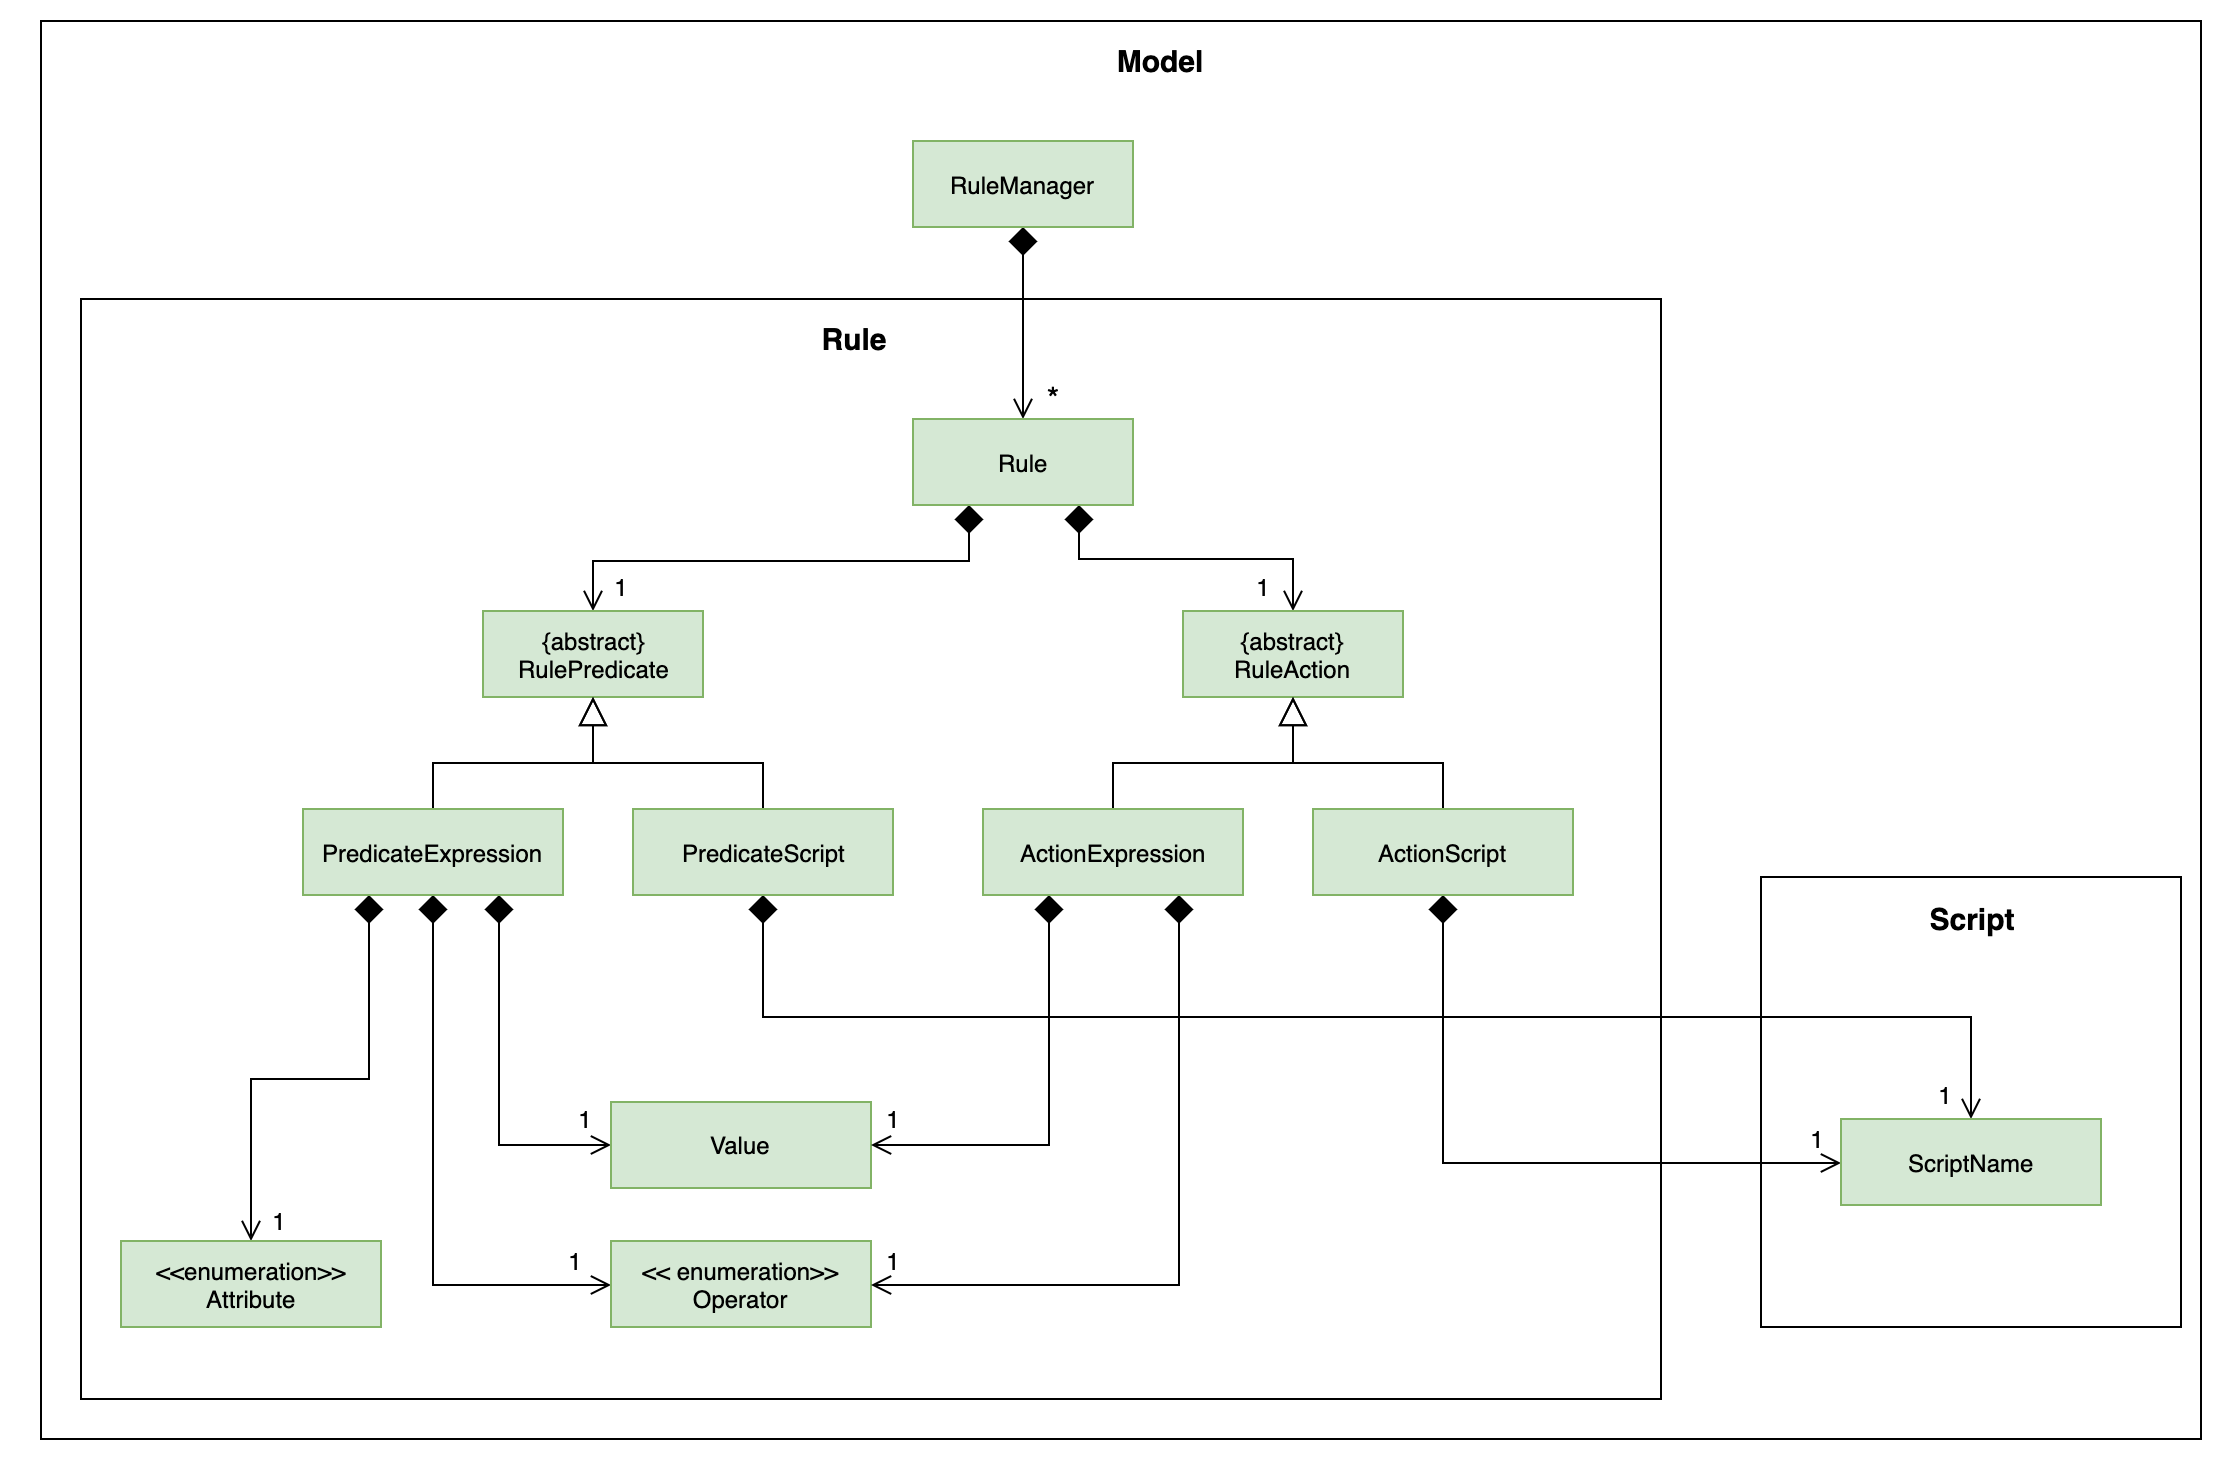 Model
RuleManager
Rule
*
Rule
1
1
{abstract}
RulePredicate
{abstract}
RuleAction
PredicateExpression
PredicateScript
ActionExpression
ActionScript
Script
1
1
1
1
Value
ScriptName
1
1
1
<<enumeration>>
Attribute
<< enumeration>>
Operator